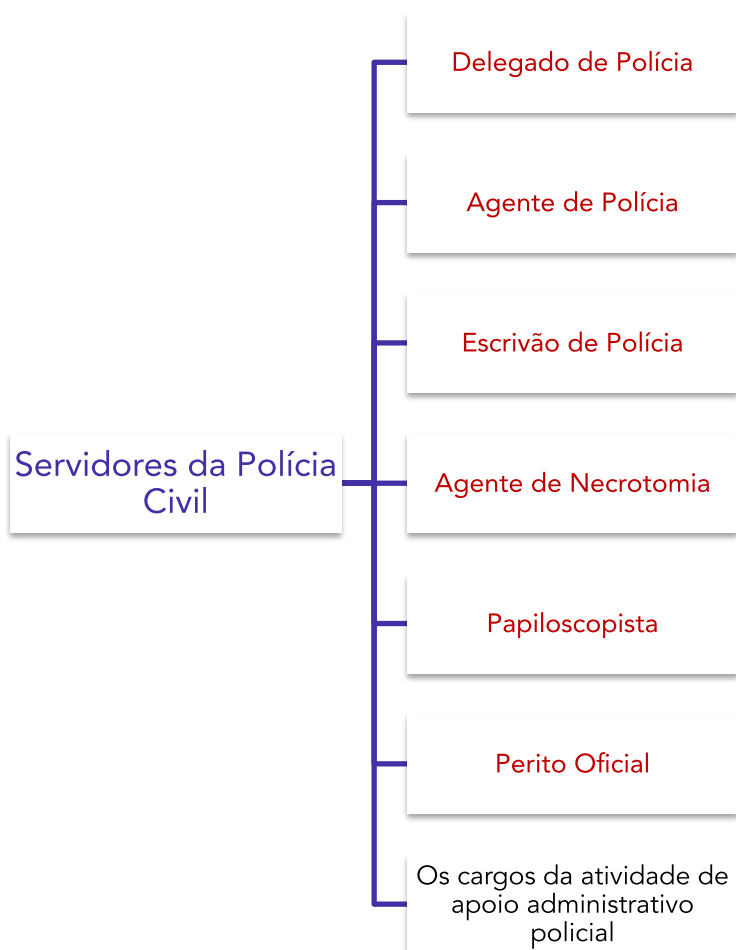 Delegado de Polícia
Agente de Polícia
Escrivão de Polícia
Servidores da Polícia
Civil
Agente de Necrotomia
Papiloscopista
Perito Oficial
Os cargos da atividade de
apoio administrativo
policial